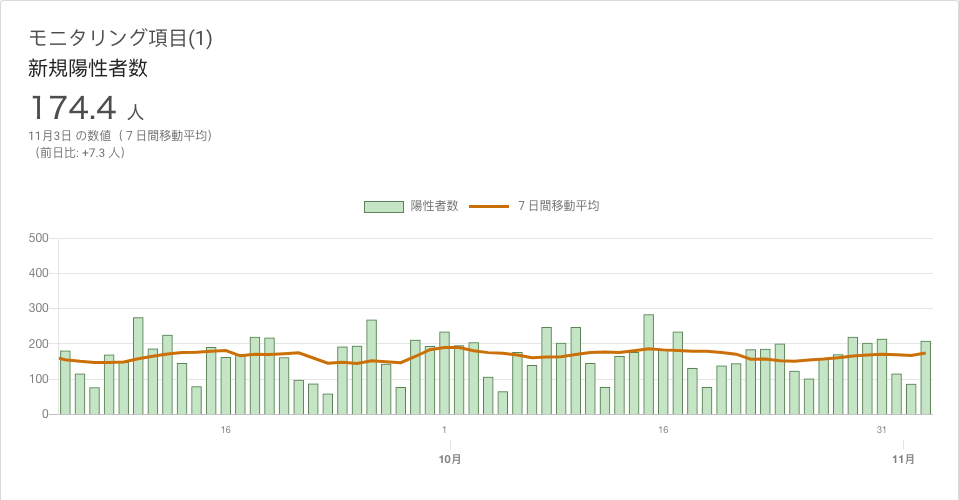 モニタリング項目(1)
新規陽性者数
174.4 人
11月3日 の数値（７日間移動平均）
（前日比: +7.3 人）
陽性者数 ７日間移動平均
500
400
300
200
100
0
16 1 16 31
10月 11月